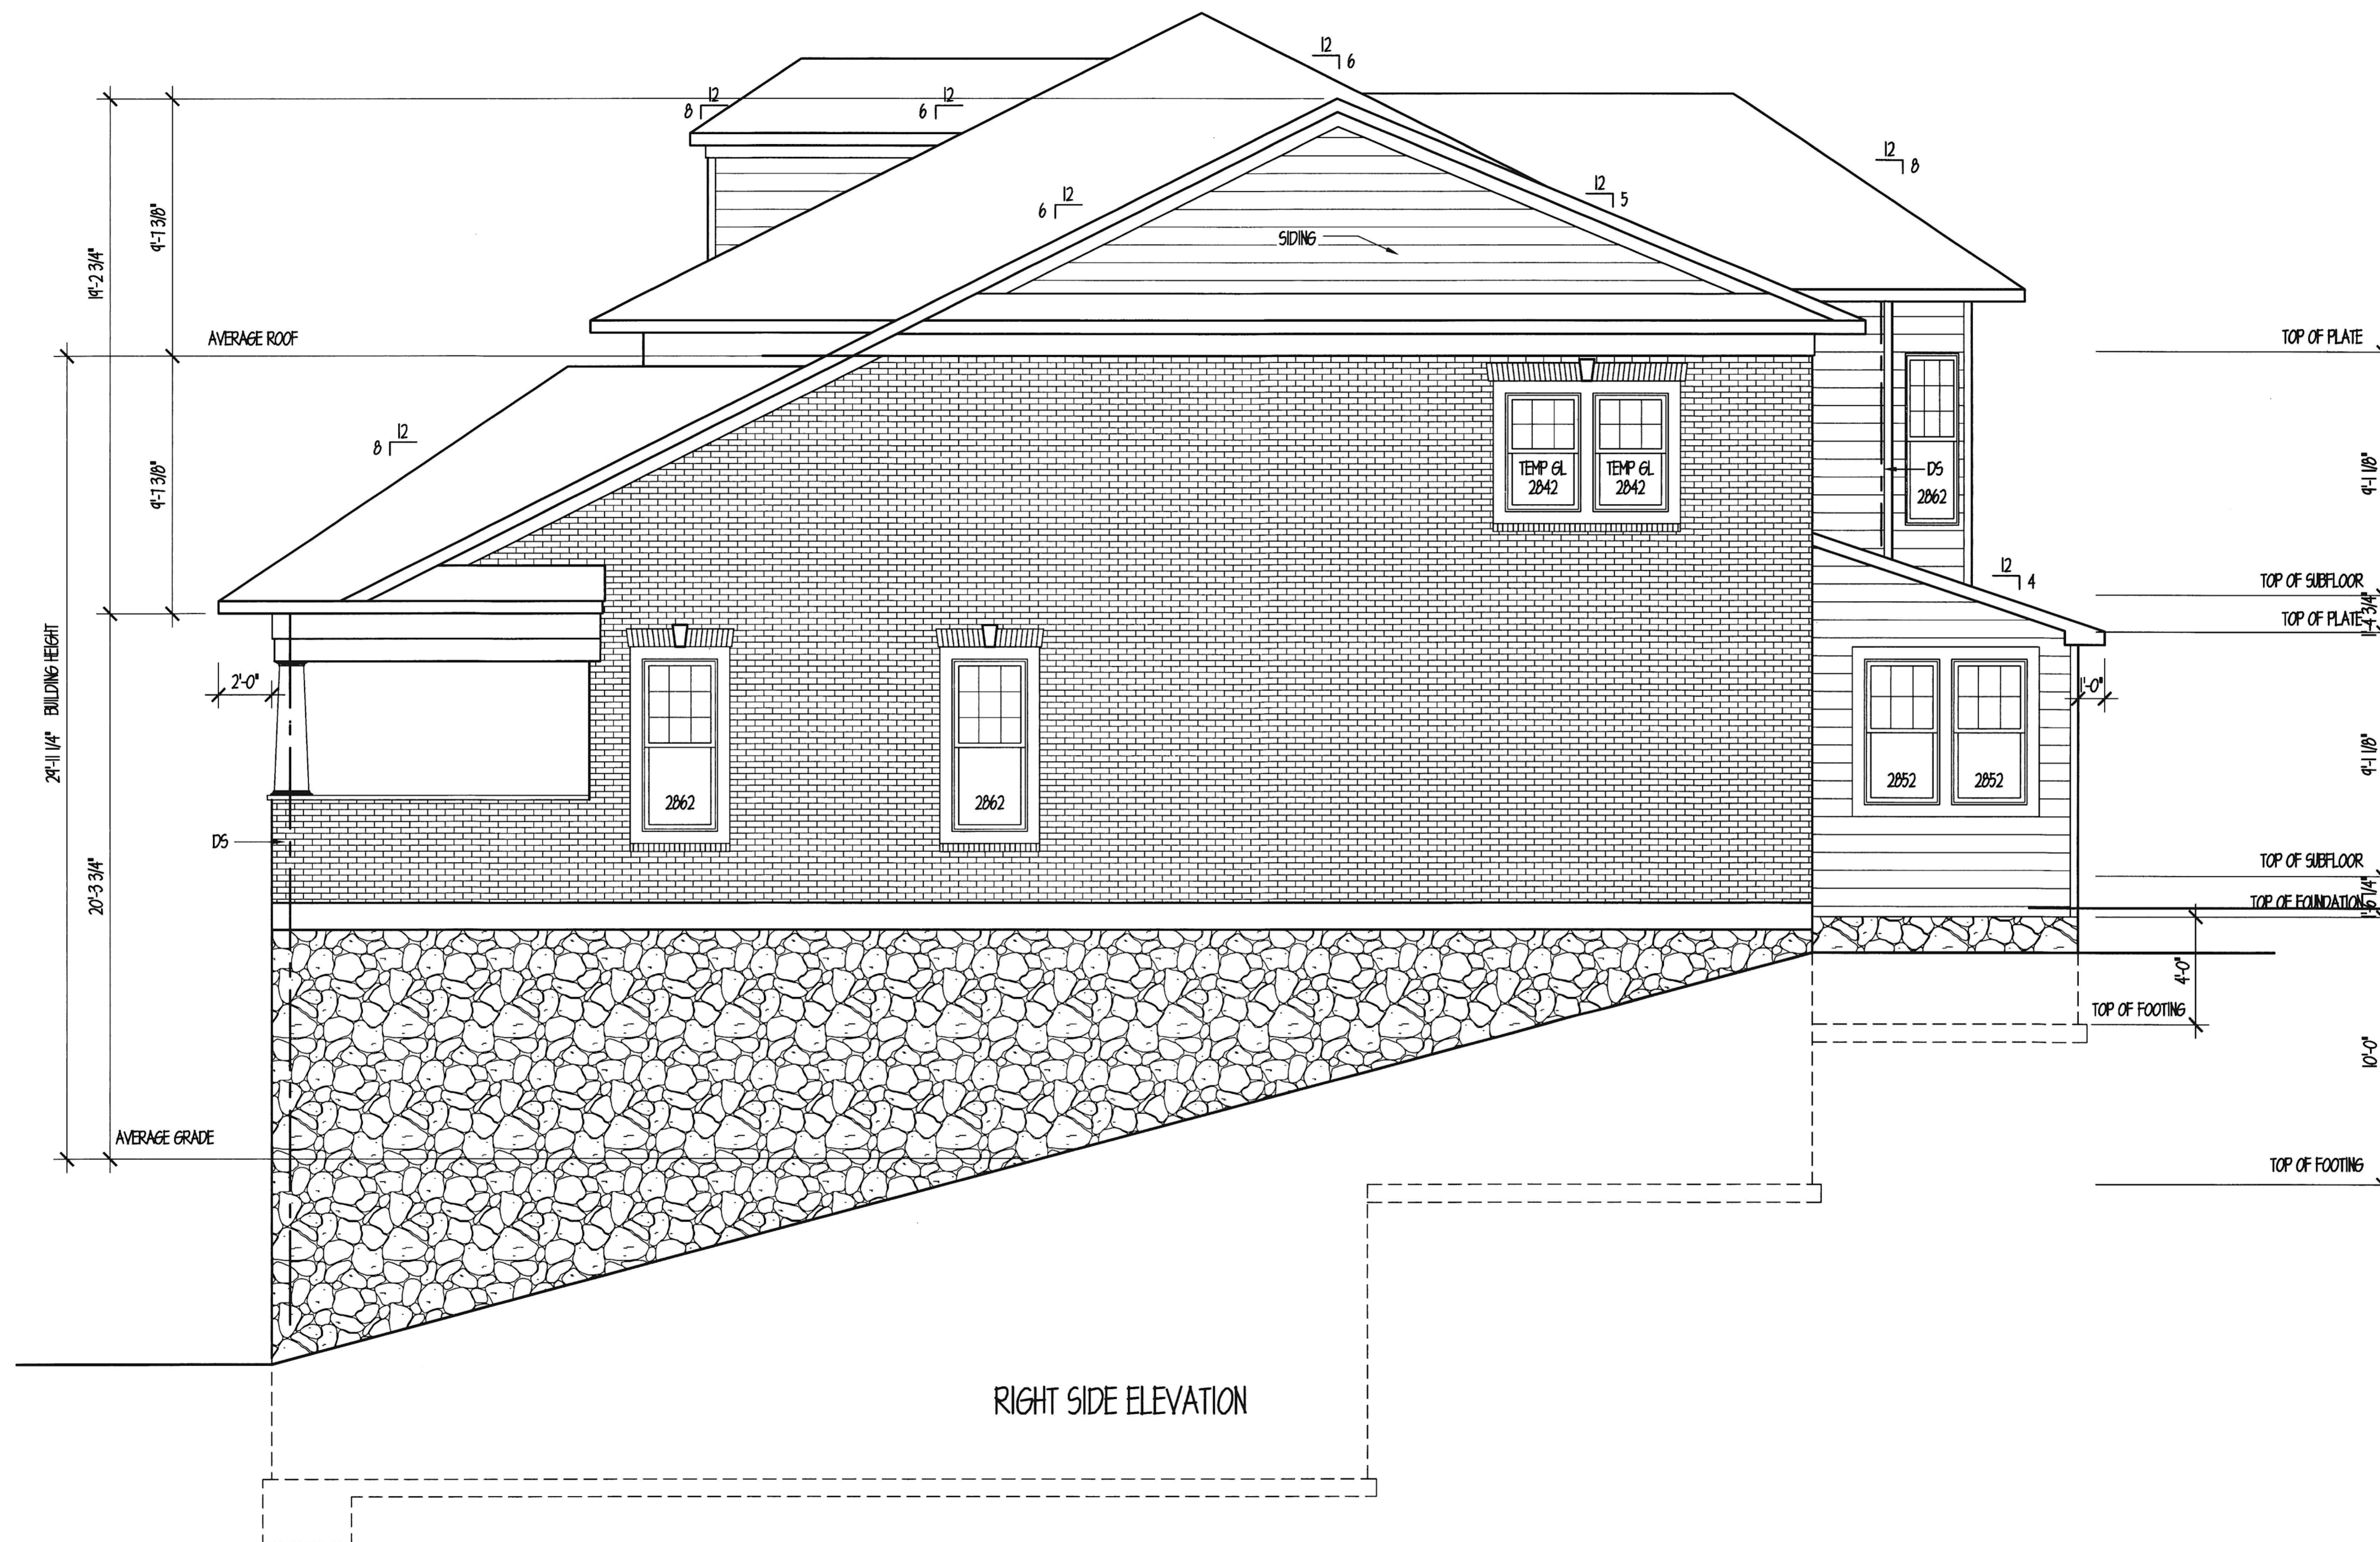 12
6
12
8
12
6
12
8
12
6
12
5
SIDING
9'-7 3/8"
19'-2 3/4"
AVERAGE ROOF
TOP OF PLATE
12
8
TEMP GL
2842
TEMP GL
2842
DS
2862
9'-1 1/8"
9'-7 3/8"
12
4
TOP OF SUBFLOOR
1'-4 3/4"
TOP OF PLATE
29'-11 1/4" BUILDING HEIGHT
2'-0"
1'-0"
9'-1 1/8"
2862
2862
2852
2852
DS
20'-3 3/4"
TOP OF SUBFLOOR
TOP OF FOUNDATION
4'-0"
TOP OF FOOTING
10'-0"
AVERAGE GRADE
TOP OF FOOTING
RIGHT SIDE ELEVATION